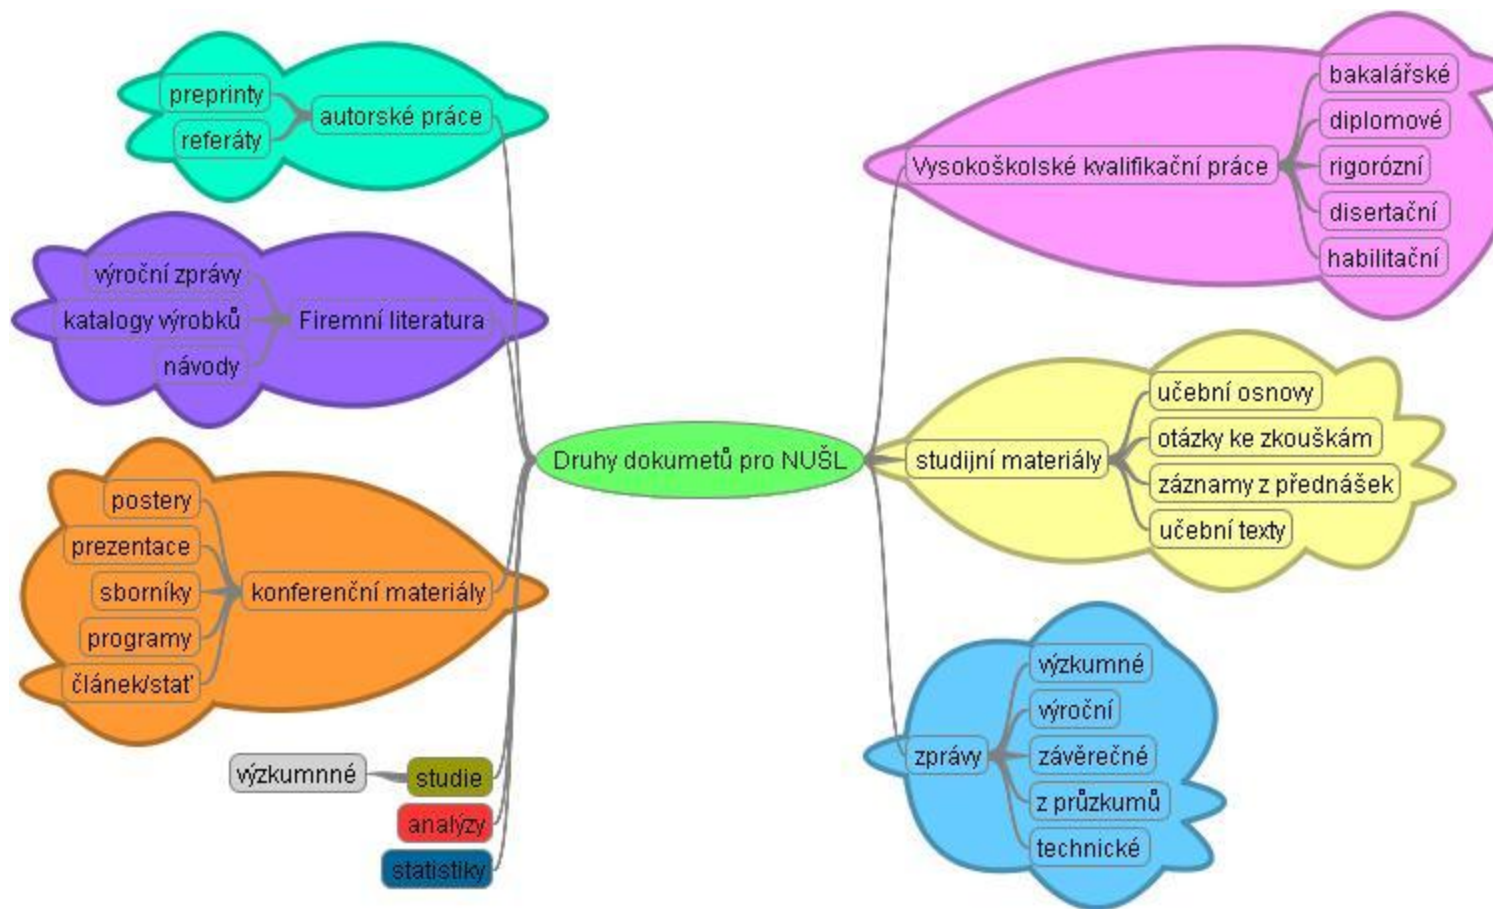 preprinty
referáty
autorské práce
výroční zprávy
katalogy výrobků
návody
Firemní literatura
postery
prezentace
sborníky
programy
článek/stať
konferenční materiály
výzkumnné
studie
analýzy
statistiky
Druhy dokumetů pro NUŠL
Vysokoškolské kvalifikační práce
bakalářské
diplomové
rigorózní
disertační
habilitační
studijní materiály
učební osnovy
otázky ke zkouškám
záznamy z přednášek
učební texty
zprávy
výzkumné
výroční
závěrečné
z průzkumů
technické